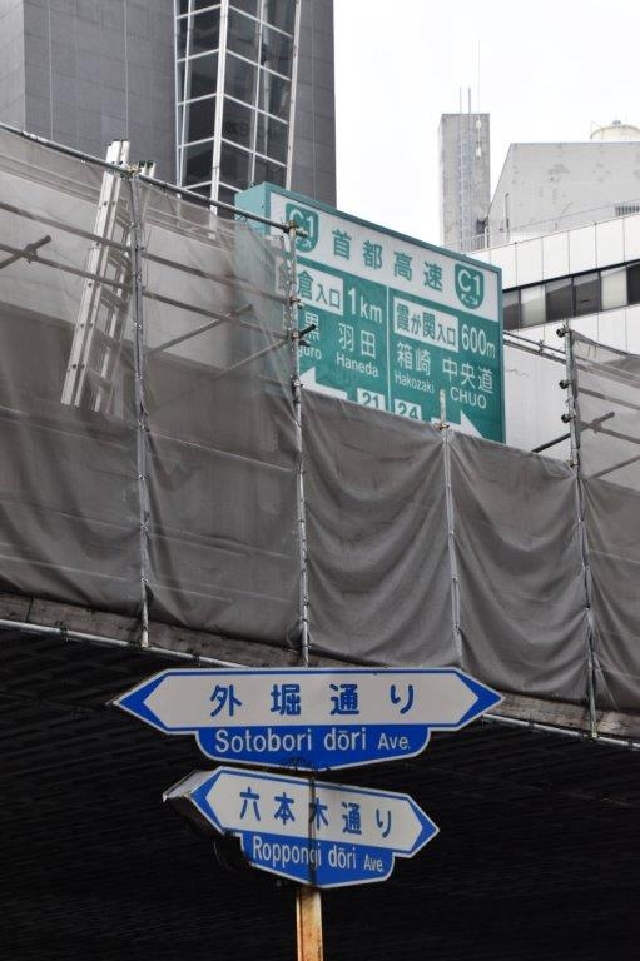 C1 首都高速 C1
倉入口 1km
黒 羽田
guro Haneda
21
霞が関入口 600m
箱崎 中央道
Hakozaki CHUO
24
外堀通り
Sotobori dōri Ave.
六本木通り
Roppongi dōri Ave